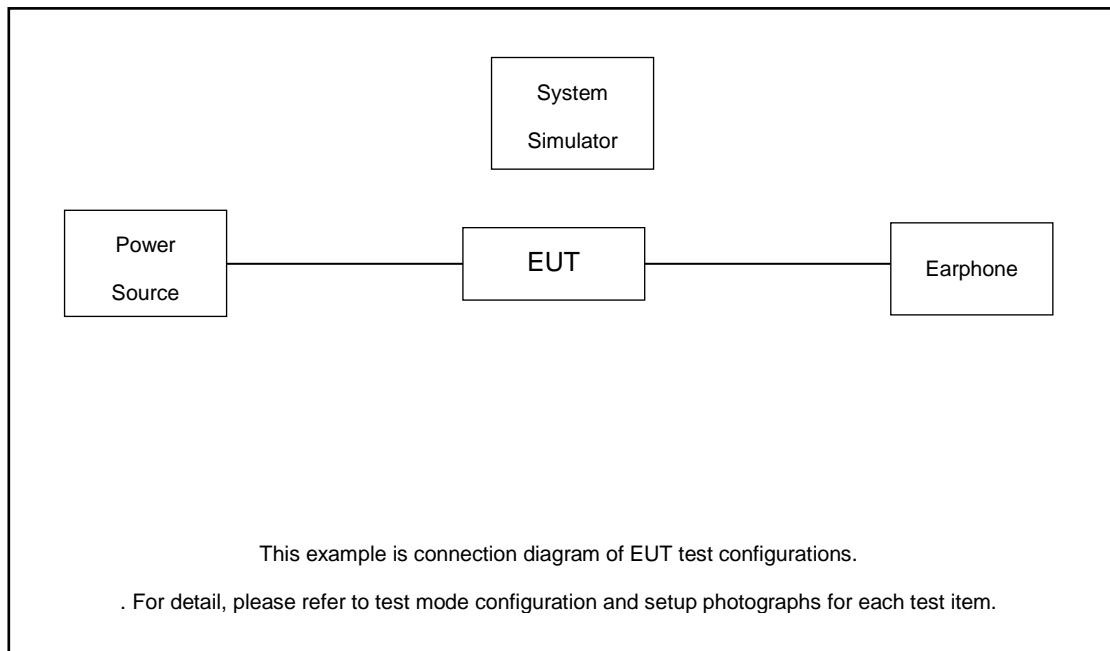 System
Simulator
Power
Source
EUT
Earphone
This example is connection diagram of EUT test configurations.
. For detail, please refer to test mode configuration and setup photographs for each test item.